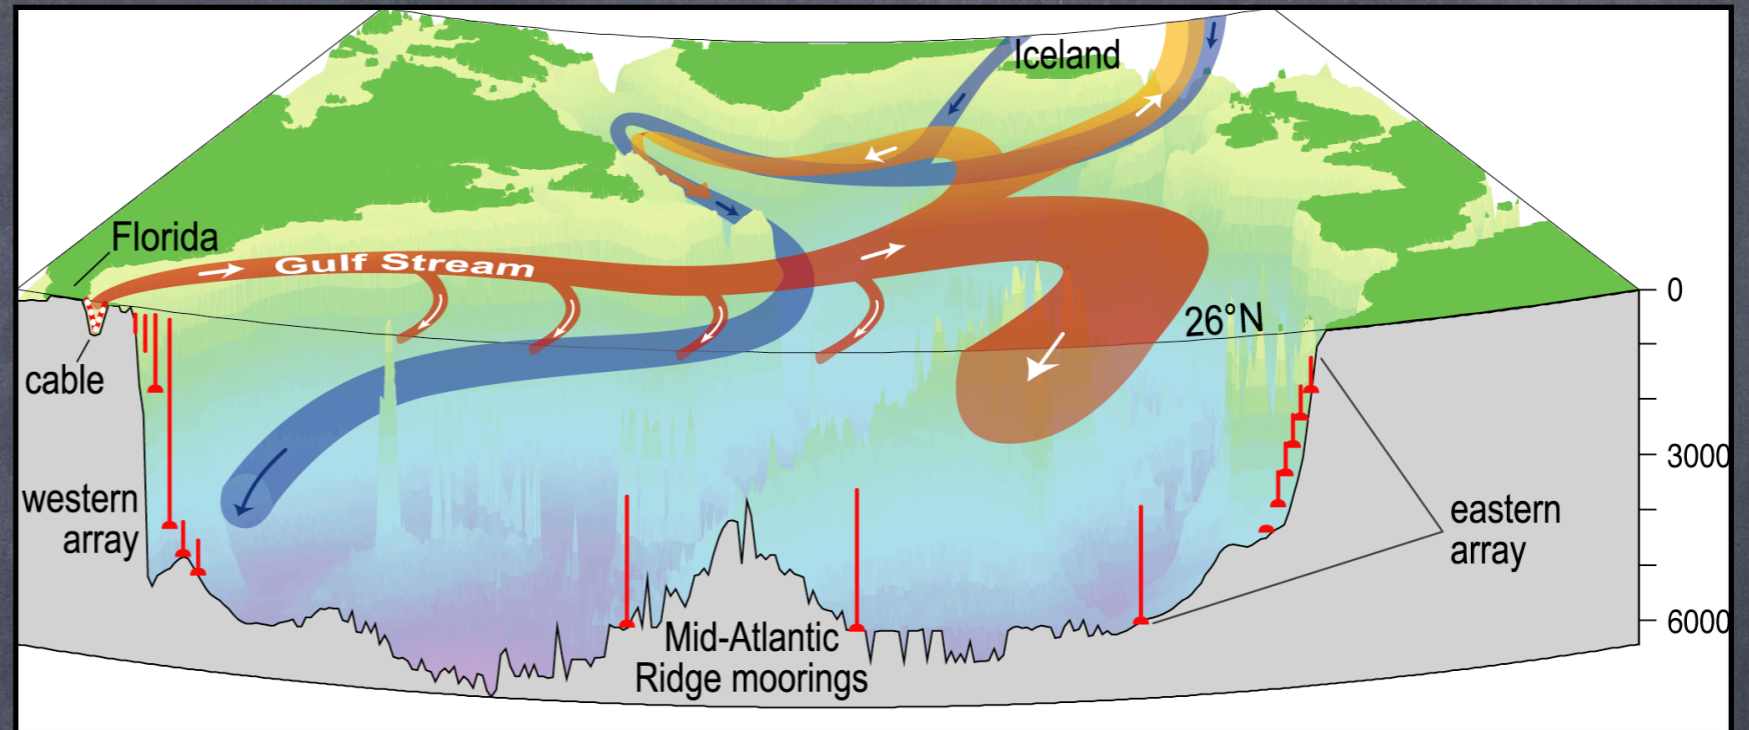 Iceland
Florida
Gulf Stream
26°N
0
cable
3000
western
array
eastern
array
6000
Mid-Atlantic
Ridge moorings